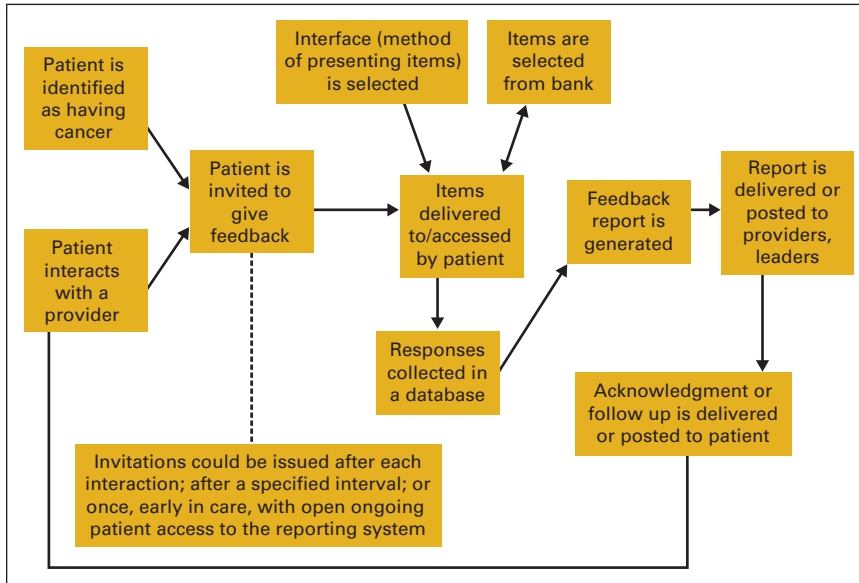 Patient is
identified
as having
cancer
Interface (method
of presenting items)
is selected
Items are
selected
from bank
Patient is
invited to
give
feedback
Items
delivered
to/accessed
by patient
Feedback
report is
generated
Report is
delivered or
posted to
providers,
leaders
Patient
interacts
with a
provider
Responses
collected in
a database
Acknowledgment or
follow up is delivered
or posted to patient
Invitations could be issued after each
interaction; after a specified interval; or
once, early in care, with open ongoing
patient access to the reporting system